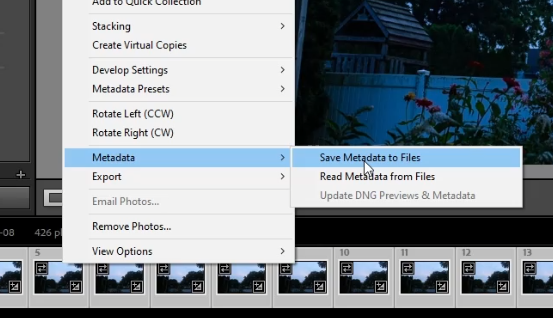 Add to Quick Collection
Stacking
Create Virtual Copies
Develop Settings
Metadata Presets
Rotate Left (CCW)
Rotate Right (CW)
Metadata
Save Metadata to Files
Export
Read Metadata from Files
Email Photos...
Update DNG Previews & Metadata
Remove Photos...
-08
426 ph
View Options
5
10
11
12
13